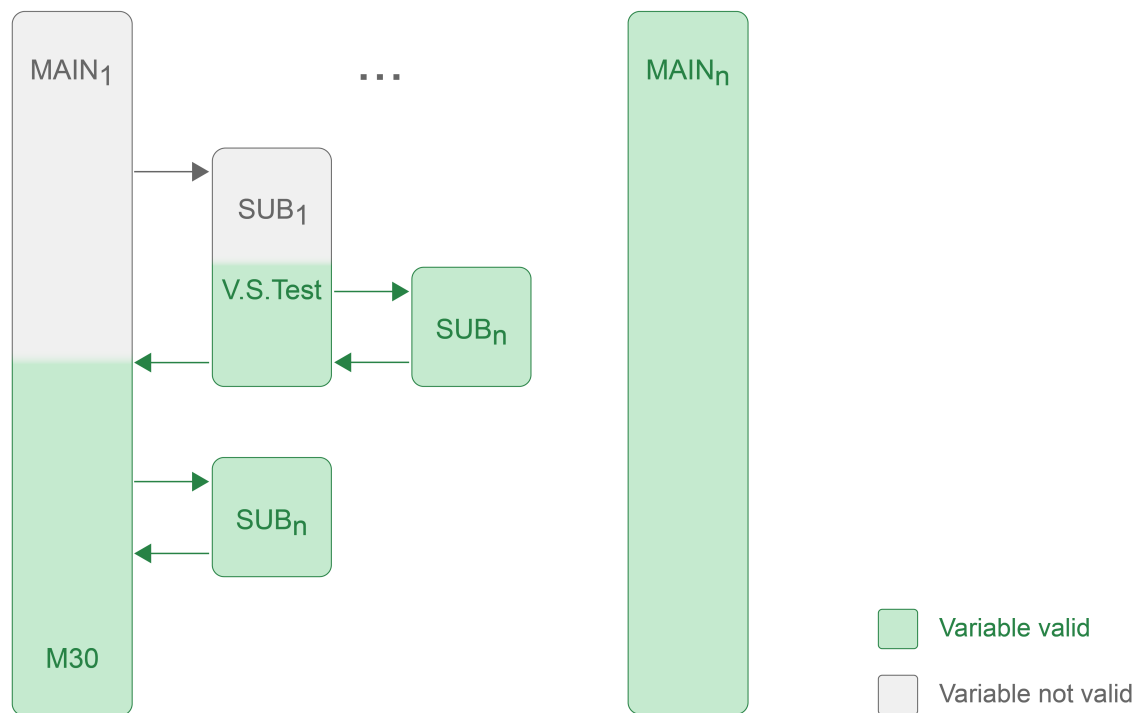 MAIN1
...
MAINn
SUB1
V.S.Test
SUBn
SUBn
M30
Variable valid
Variable not valid